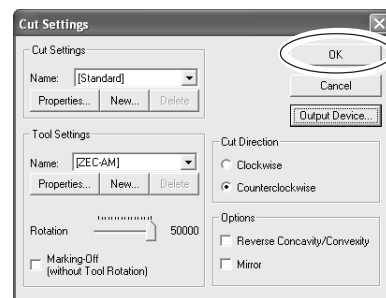 Cut Settings
Cut Settings
Name: [Standard]
Properties... New... Delete
Tool Settings
Name: [ZEC-AM]
Properties... New... Delete
Rotation 50000
Marking-Off
(without Tool Rotation)
OK
Cancel
Output Device...
Cut Direction
Clockwise
Counterclockwise
Options
Reverse Concavity/Convexity
Mirror